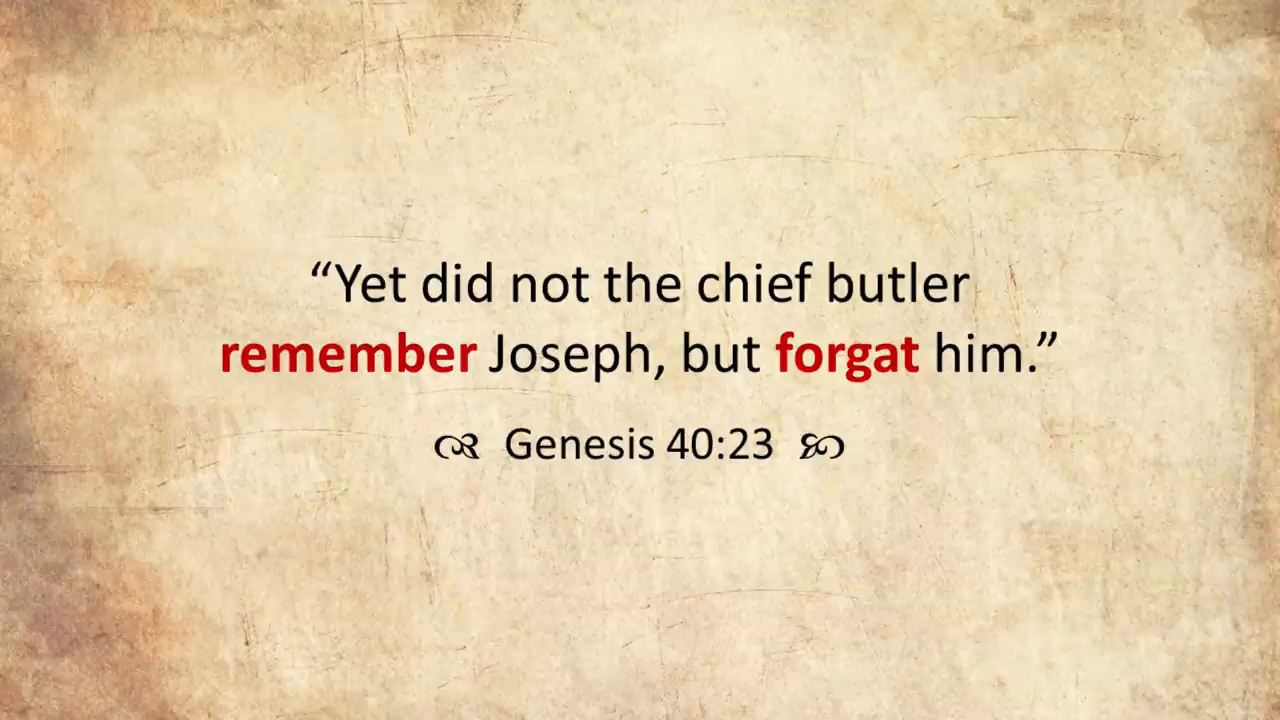 “Yet did not the chief butler
remember Joseph, but forgat him.”
Genesis 40:23